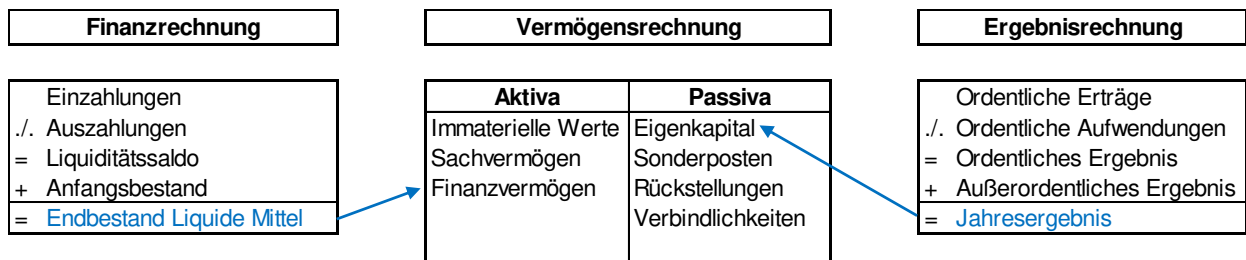 Finanzrechnung
Einzahlungen
./. Auszahlungen
= Liquiditätssaldo
+ Anfangsbestand
= Endbestand Liquide Mittel
Vermögensrechnung
Aktiva Passiva
Immaterielle Werte Eigenkapital
Sachvermögen Sonderposten
Finanzvermögen Rückstellungen
Verbindlichkeiten
Ergebnisrechnung
Ordentliche Erträge
./. Ordentliche Aufwendungen
= Ordentliches Ergebnis
+ Außerordentliches Ergebnis
= Jahresergebnis